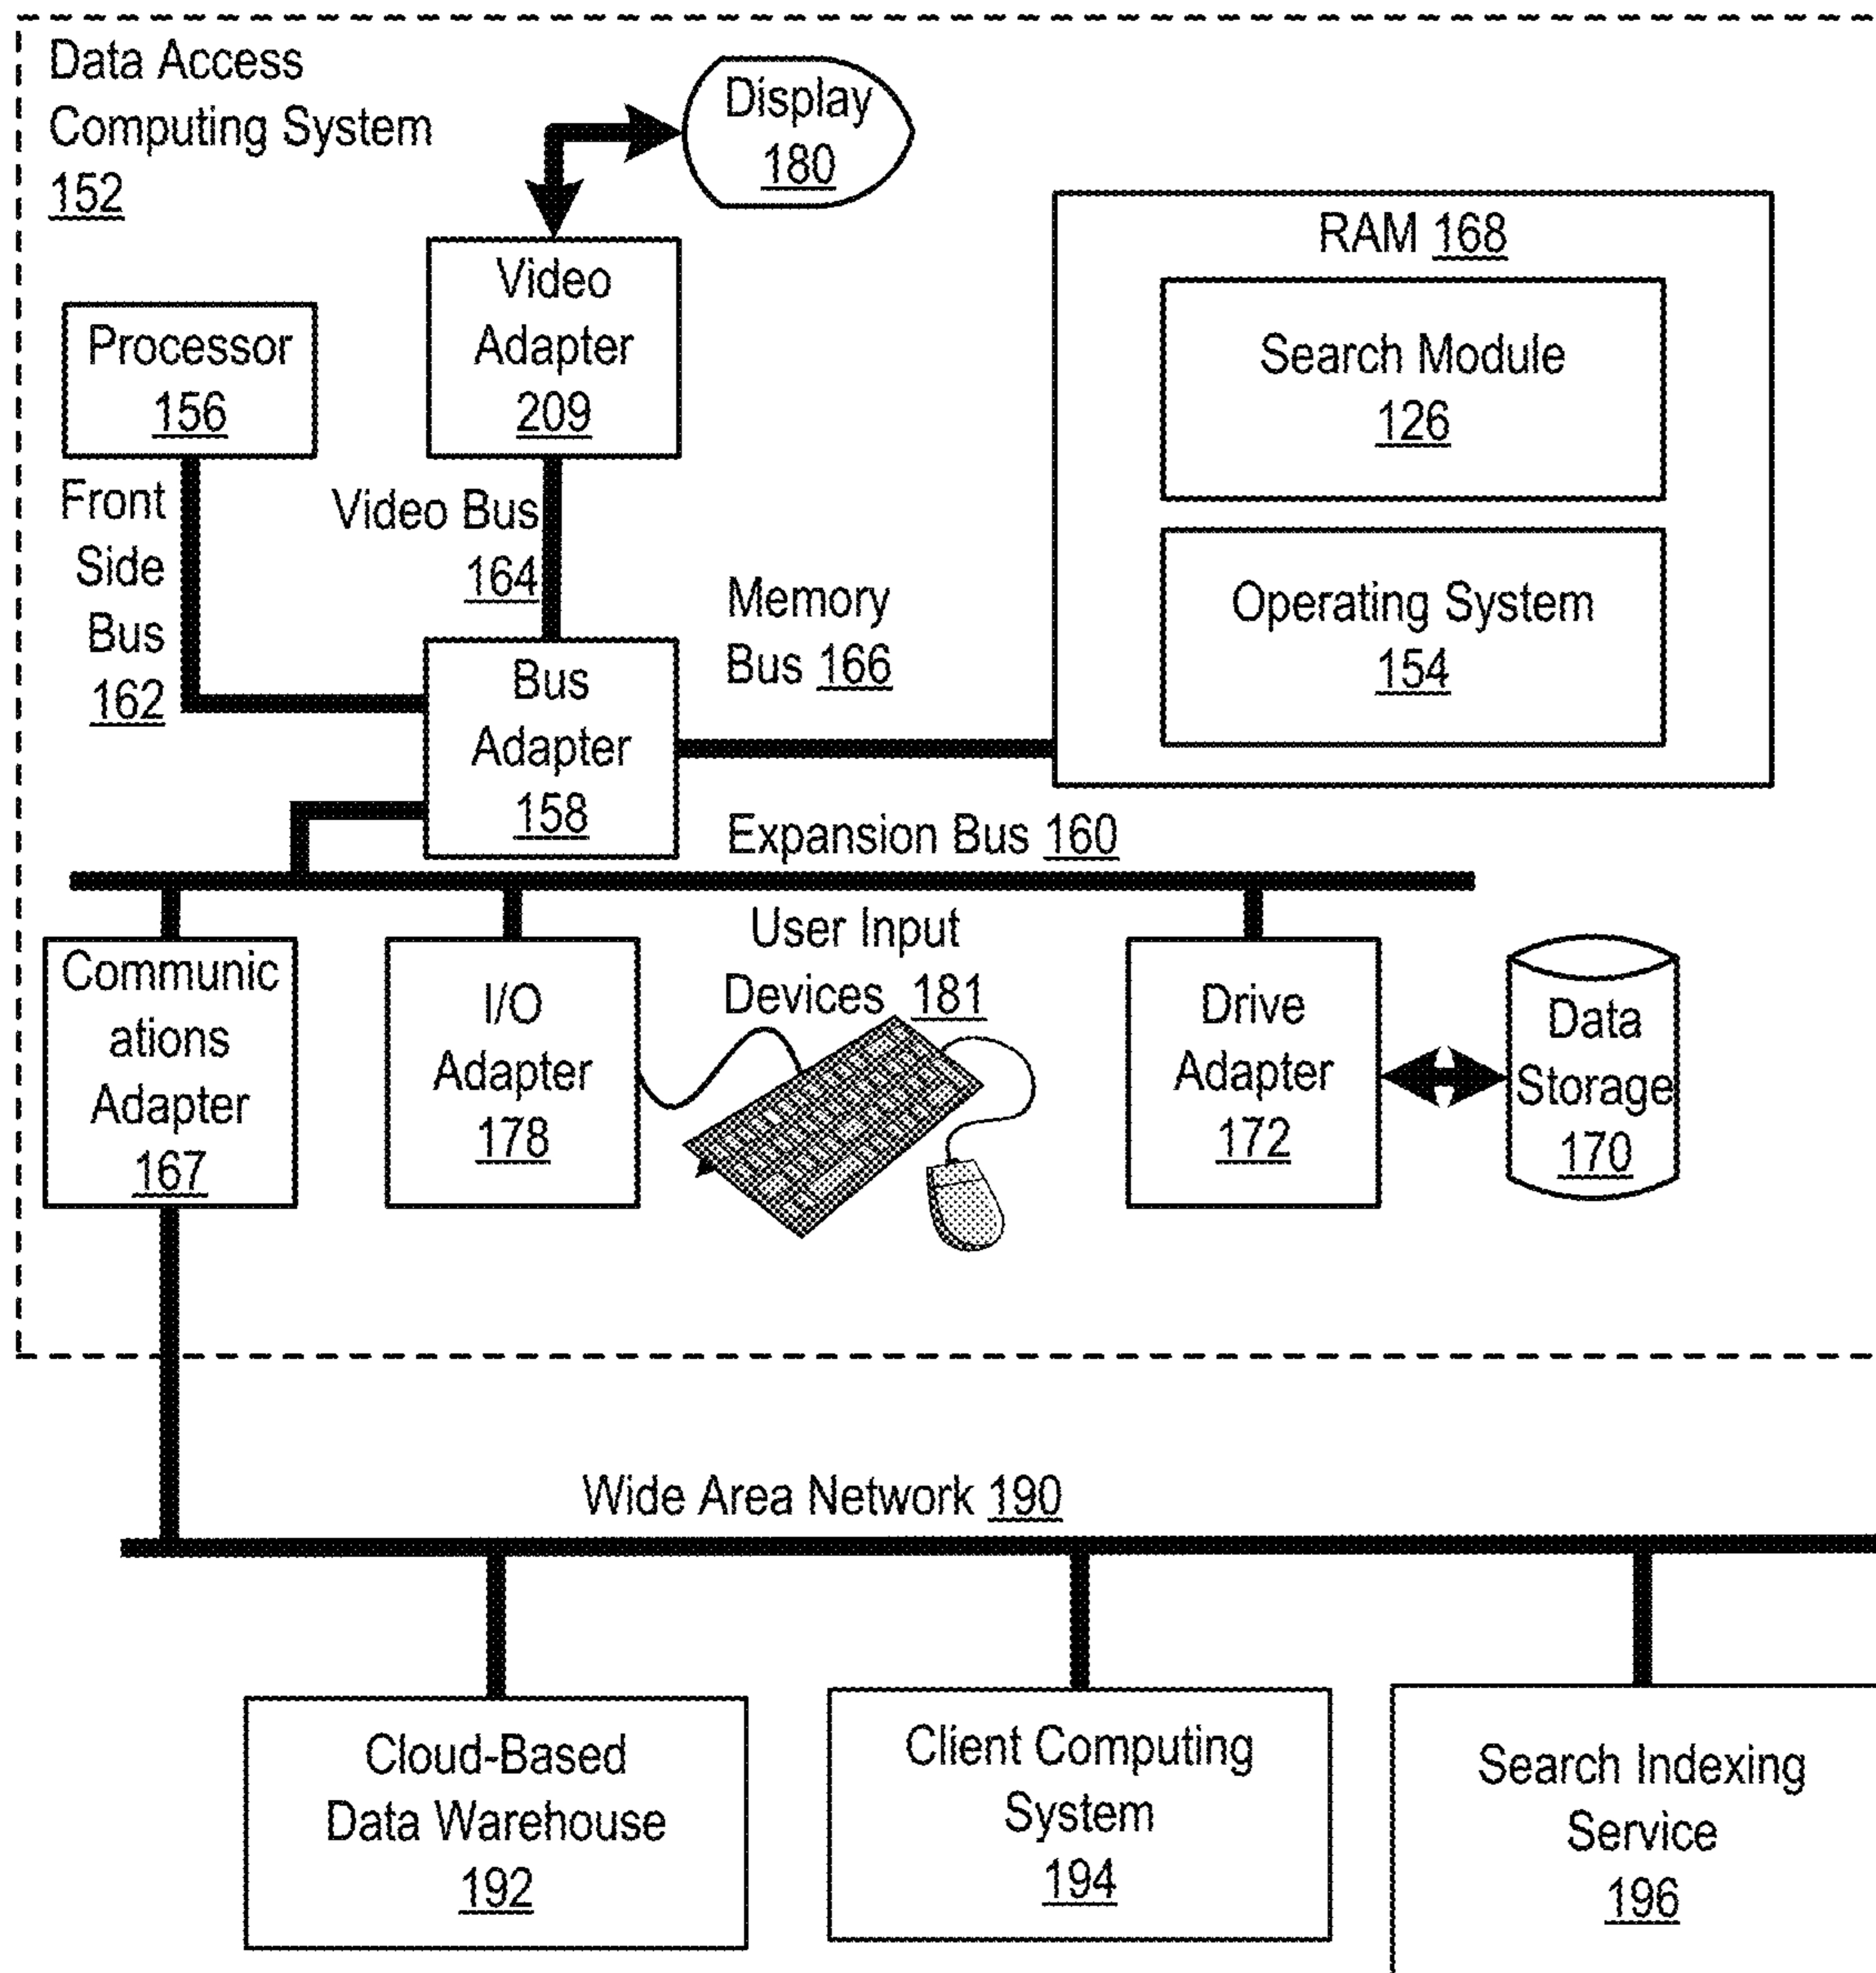 Data Access
Computing System
152
Display
180
Video
Adapter
209
RAM 168
Search Module
126
Operating System
154
Processor
156
Front
Side
Bus
162
Video Bus
164
Memory
Bus 166
Bus
Adapter
158
Expansion Bus 160
Communic
ations
Adapter
167
I/O
Adapter
178
User Input
Devices 181
Drive
Adapter
172
Data
Storage
170
Wide Area Network 190
Cloud-Based
Data Warehouse
192
Client Computing
System
194
Search Indexing
Service
196